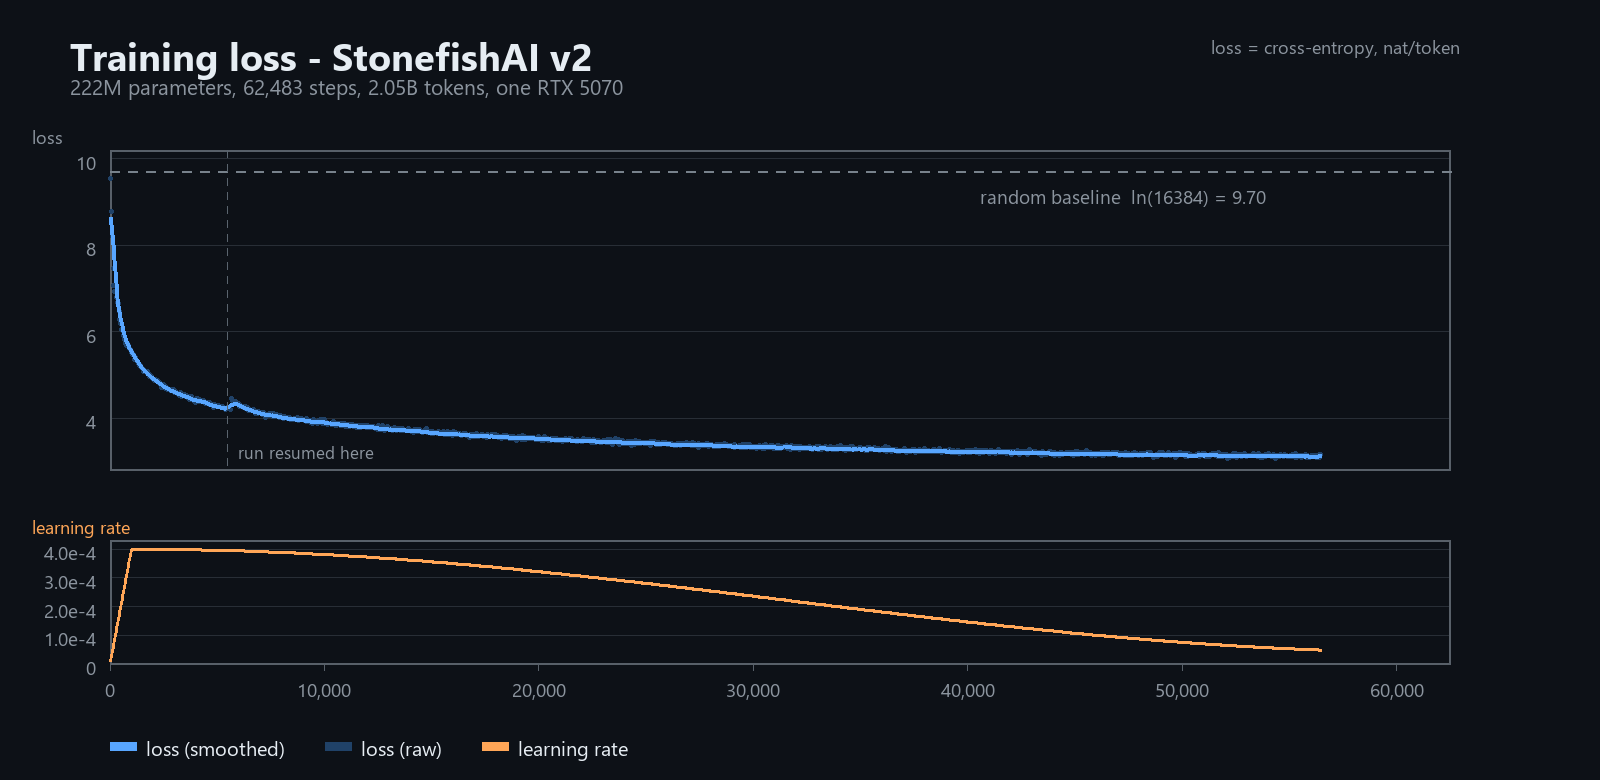 Training loss - StonefishAI v2
loss = cross-entropy, nat/token
222M parameters, 62,483 steps, 2.05B tokens, one RTX 5070
loss
10
random baseline  ln(16384) = 9.70
8
6
4
run resumed here
learning rate
4.0e-4
3.0e-4
2.0e-4
1.0e-4
0
0 10,000 20,000 30,000 40,000 50,000 60,000
loss (smoothed) loss (raw) learning rate